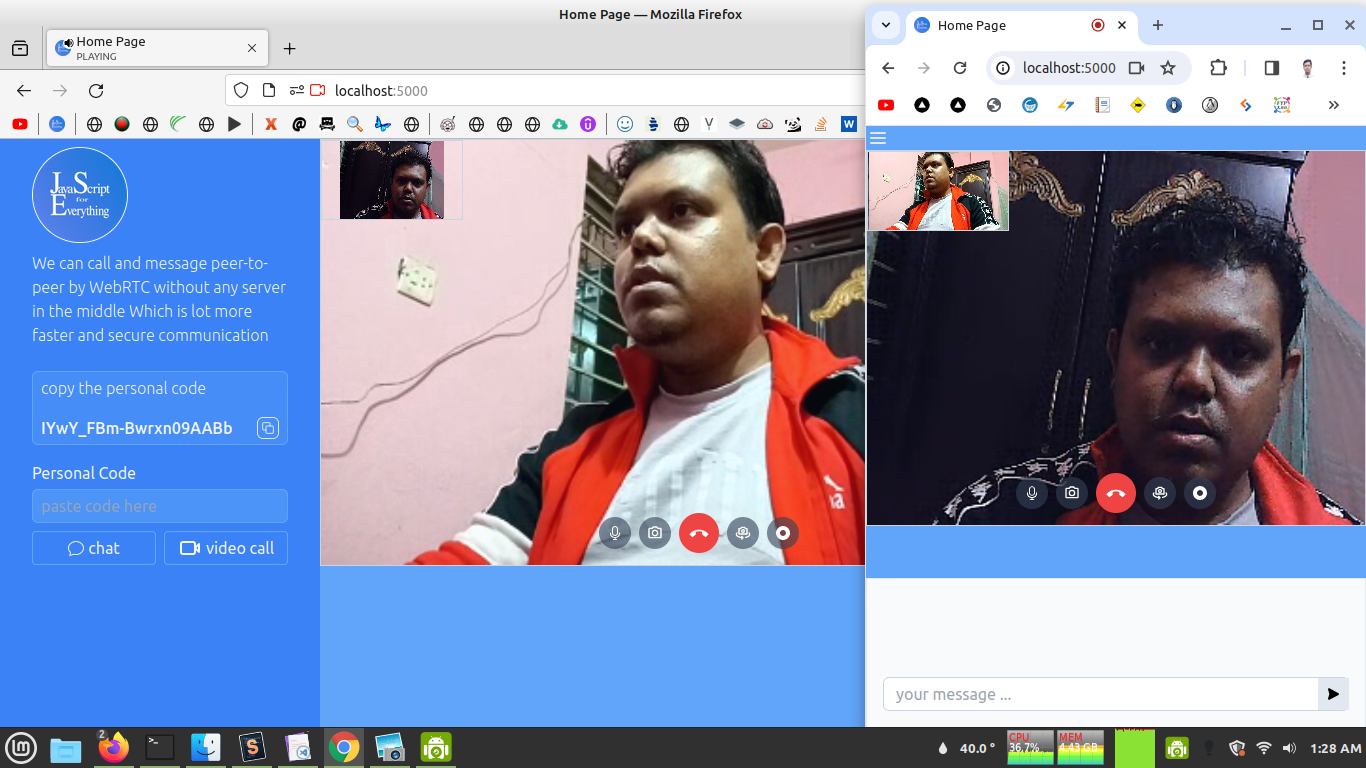 Home Page — Mozilla Firefox
Home Page
PLAYING
localhost:5000
Home Page
localhost:5000
JavaScript
for
Everything
We can call and message peer-to-
peer by WebRTC without any server
in the middle Which is lot more
faster and secure communication
copy the personal code
IYwY_FBm-Bwrxn09AABb
Personal Code
paste code here
chat
video call
your message ...
2
40.0 °
CPU
36.7%
MEM
4.43 GB
1:28 AM